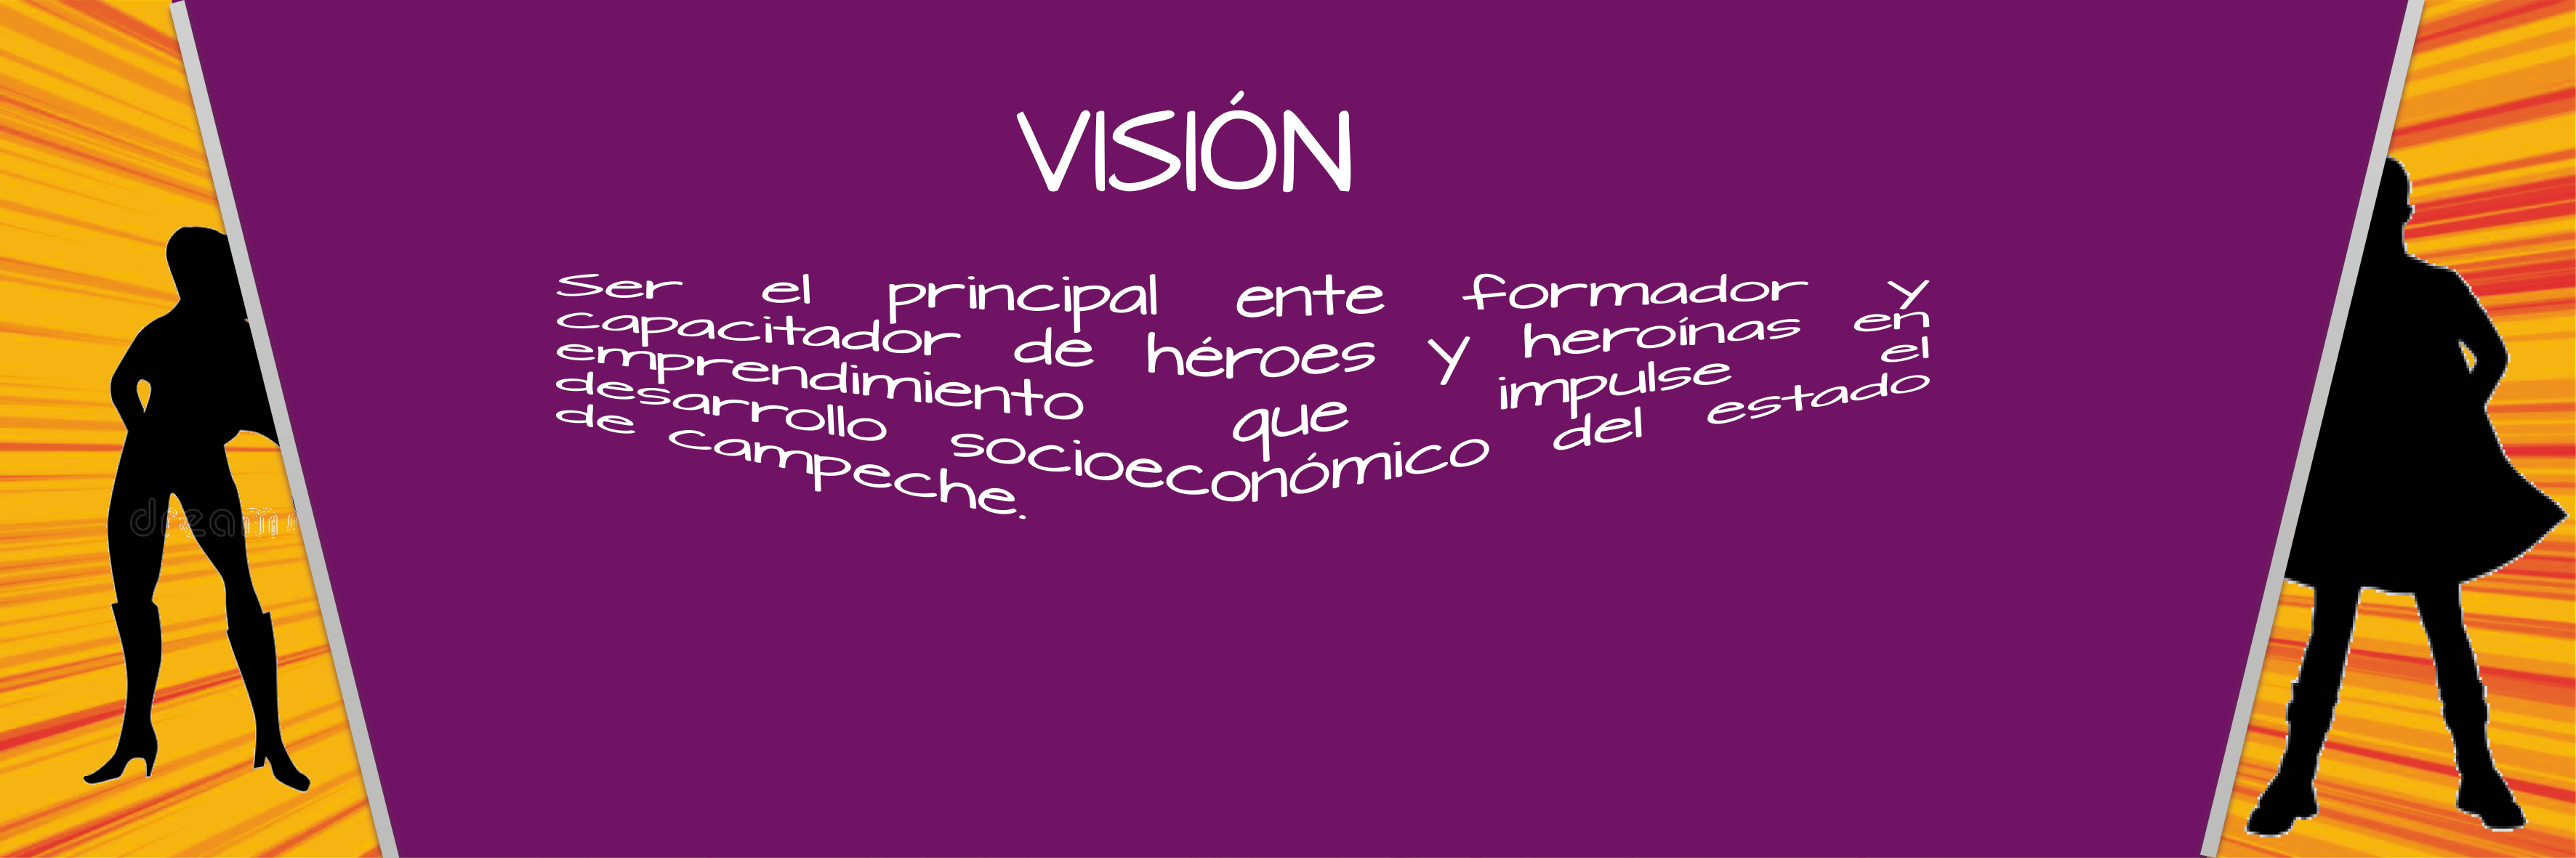 VISIÓN
Ser el principal ente formador y
capacitador de héroes y heroínas en
emprendimiento que impulse el
desarrollo socioeconómico del estado
de campeche.
dream